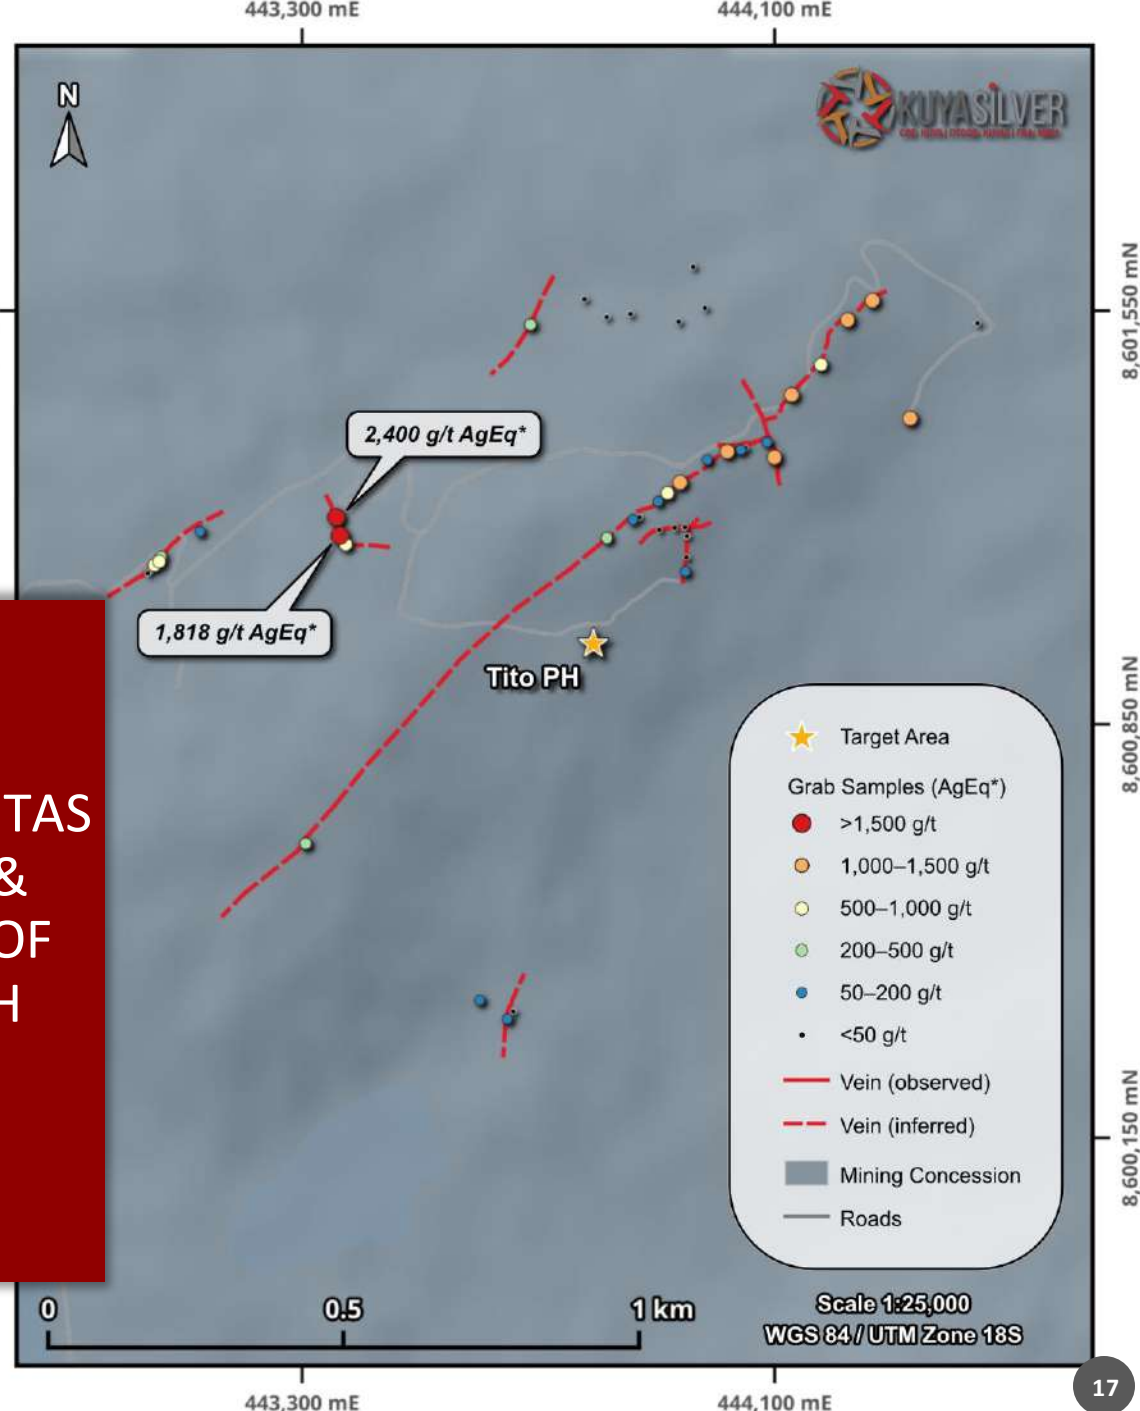 443,300 mE
444,100 mE
N
KUYASILVER
8,601,550 mN
2,400 g/t AgEq*
1,818 g/t AgEq*
Tito PH
8,600,850 mN
TAS
&
OF
H
Target Area
Grab Samples (AgEq*)
>1,500 g/t
1,000–1,500 g/t
500–1,000 g/t
200–500 g/t
50–200 g/t
<50 g/t
Vein (observed)
Vein (inferred)
Mining Concession
Roads
8,600,150 mN
0
0.5
1 km
Scale 1:25,000
WGS 84 / UTM Zone 18S
443,300 mE
444,100 mE
17